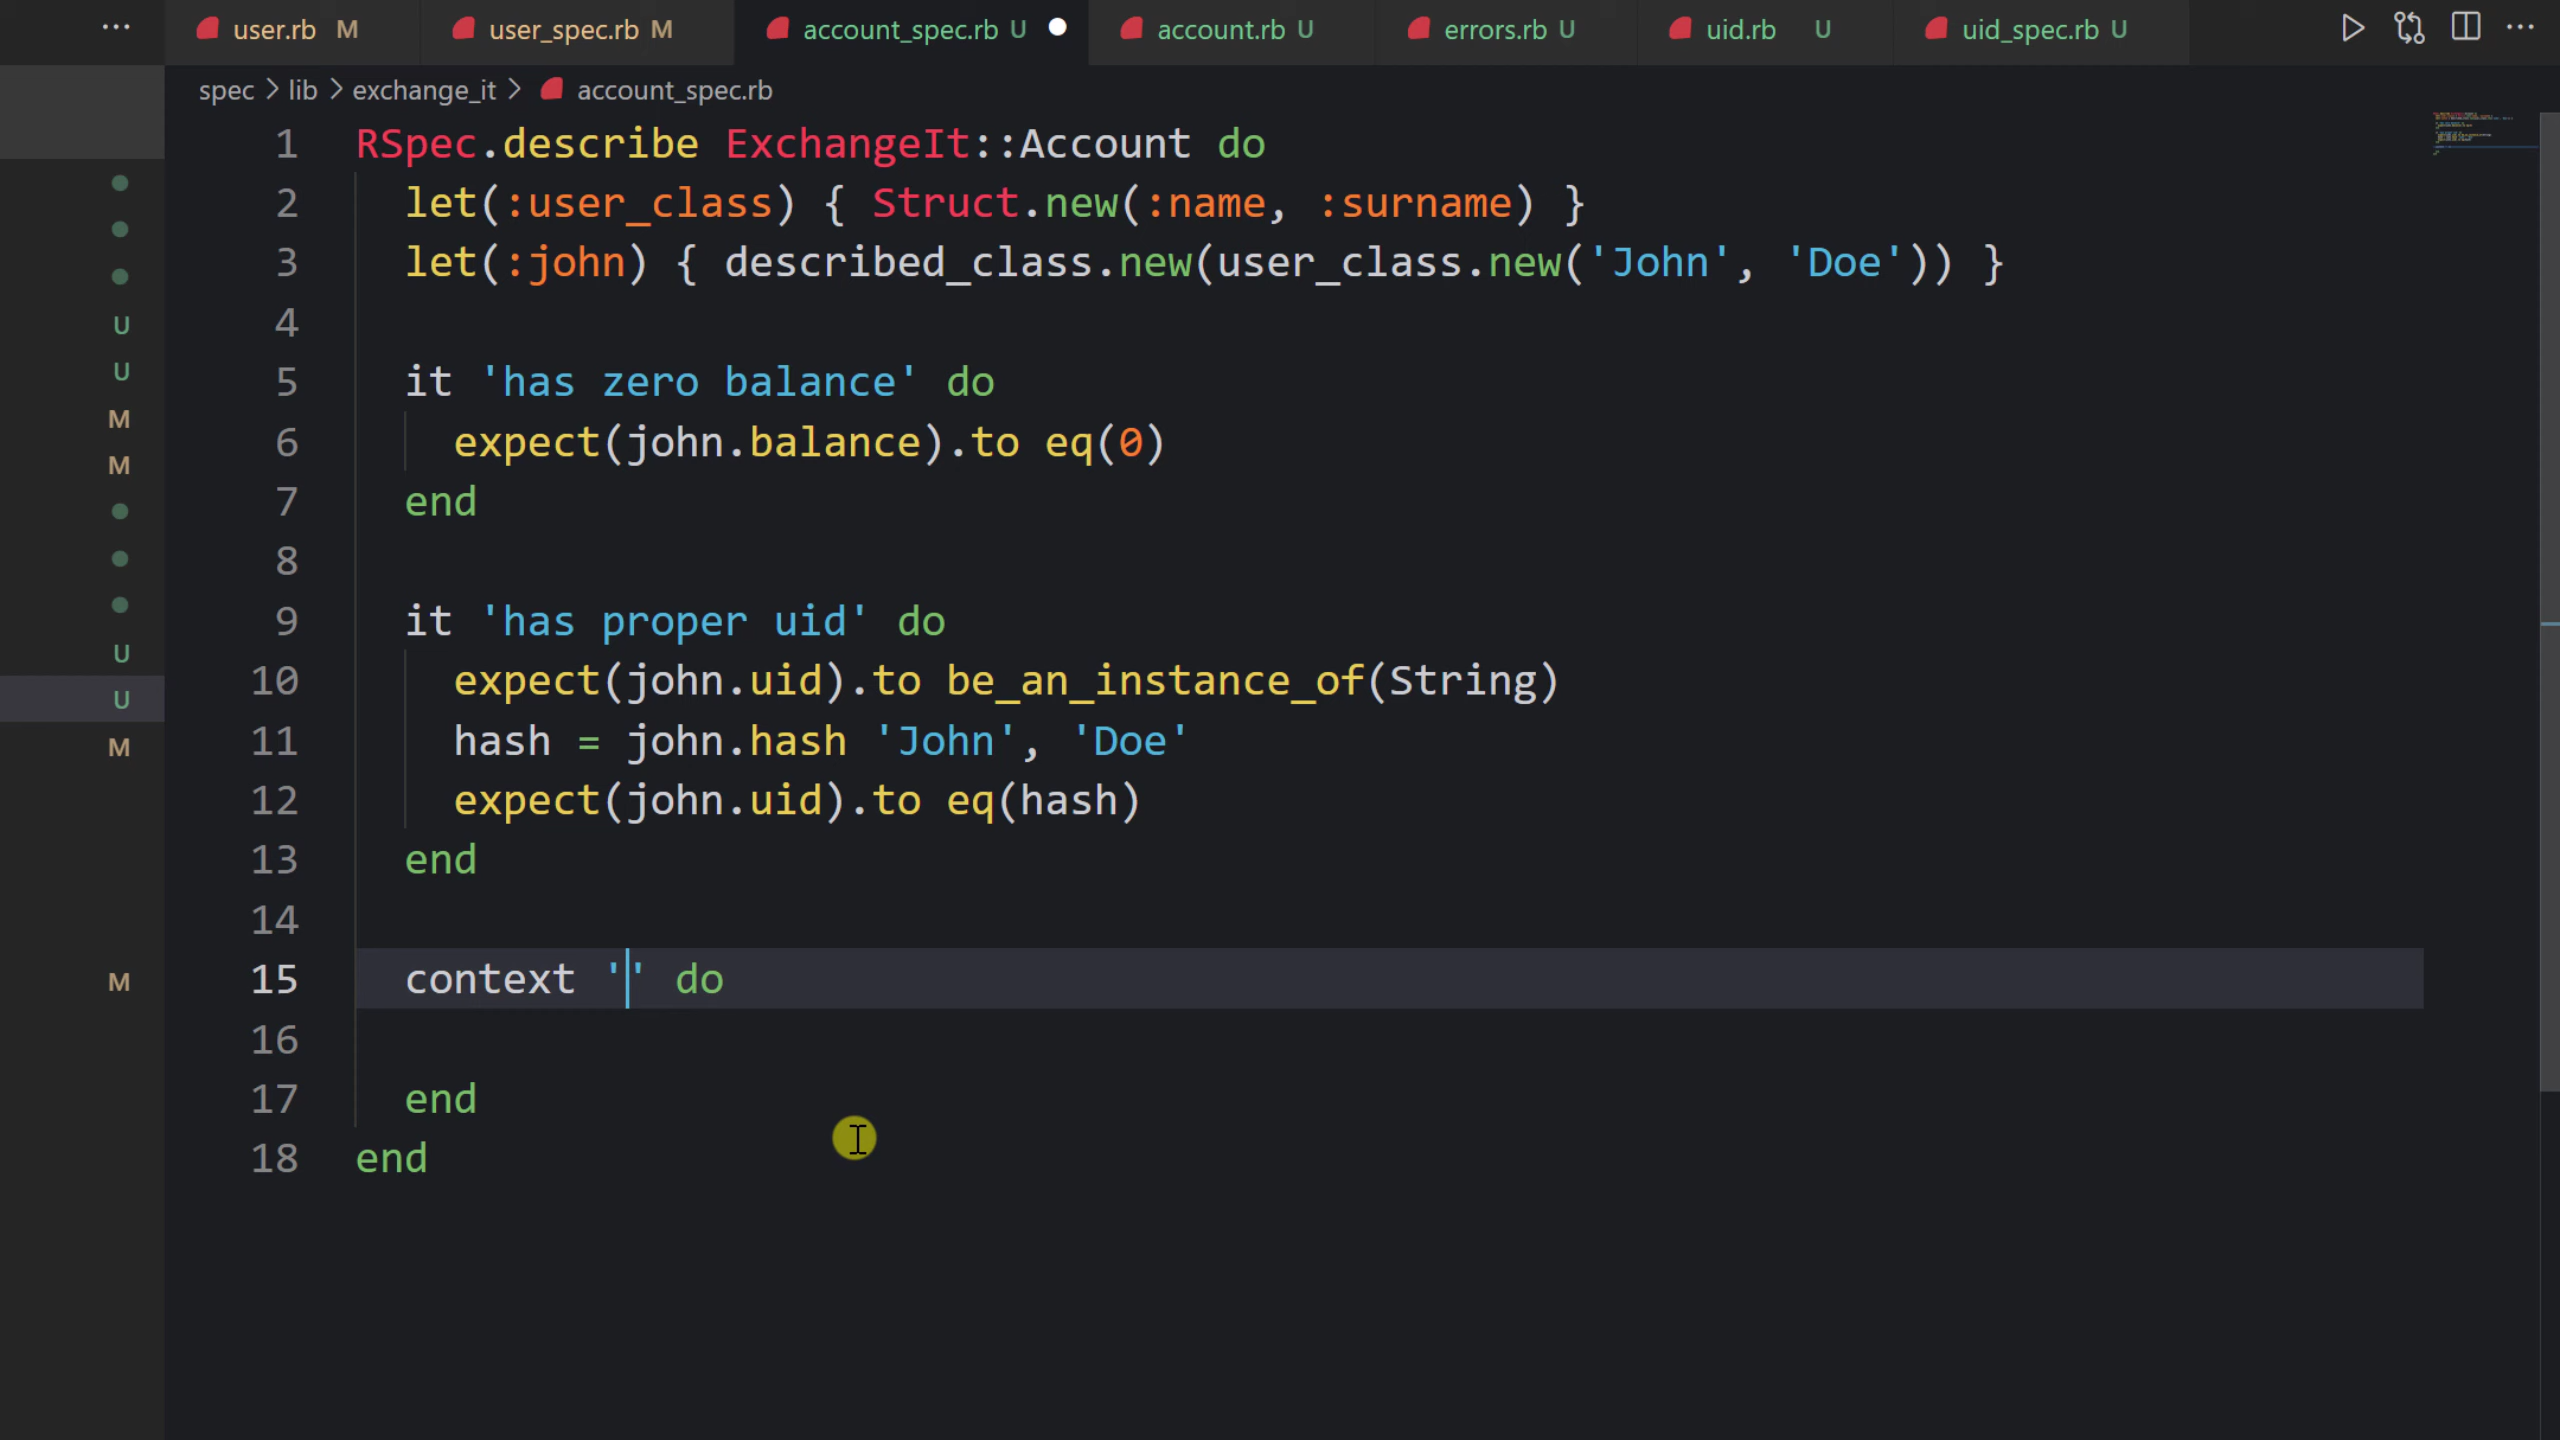 ··· user.rb M user_spec.rb M account_spec.rb U account.rb U errors.rb U uid.rb U uid_spec.rb U ···
spec > lib > exchange_it > account_spec.rb
1 RSpec.describe ExchangeIt::Account do
2 let(:user_class) { Struct.new(:name, :surname) }
3 let(:john) { described_class.new(user_class.new('John', 'Doe')) }
4
5 it 'has zero balance' do
6 expect(john.balance).to eq(0)
7 end
8
9 it 'has proper uid' do
10 expect(john.uid).to be_an_instance_of(String)
11 hash = john.hash 'John', 'Doe'
12 expect(john.uid).to eq(hash)
13 end
14
15 context '' do
16
17 end
18 end
U
U
M
M
U
U
M
M